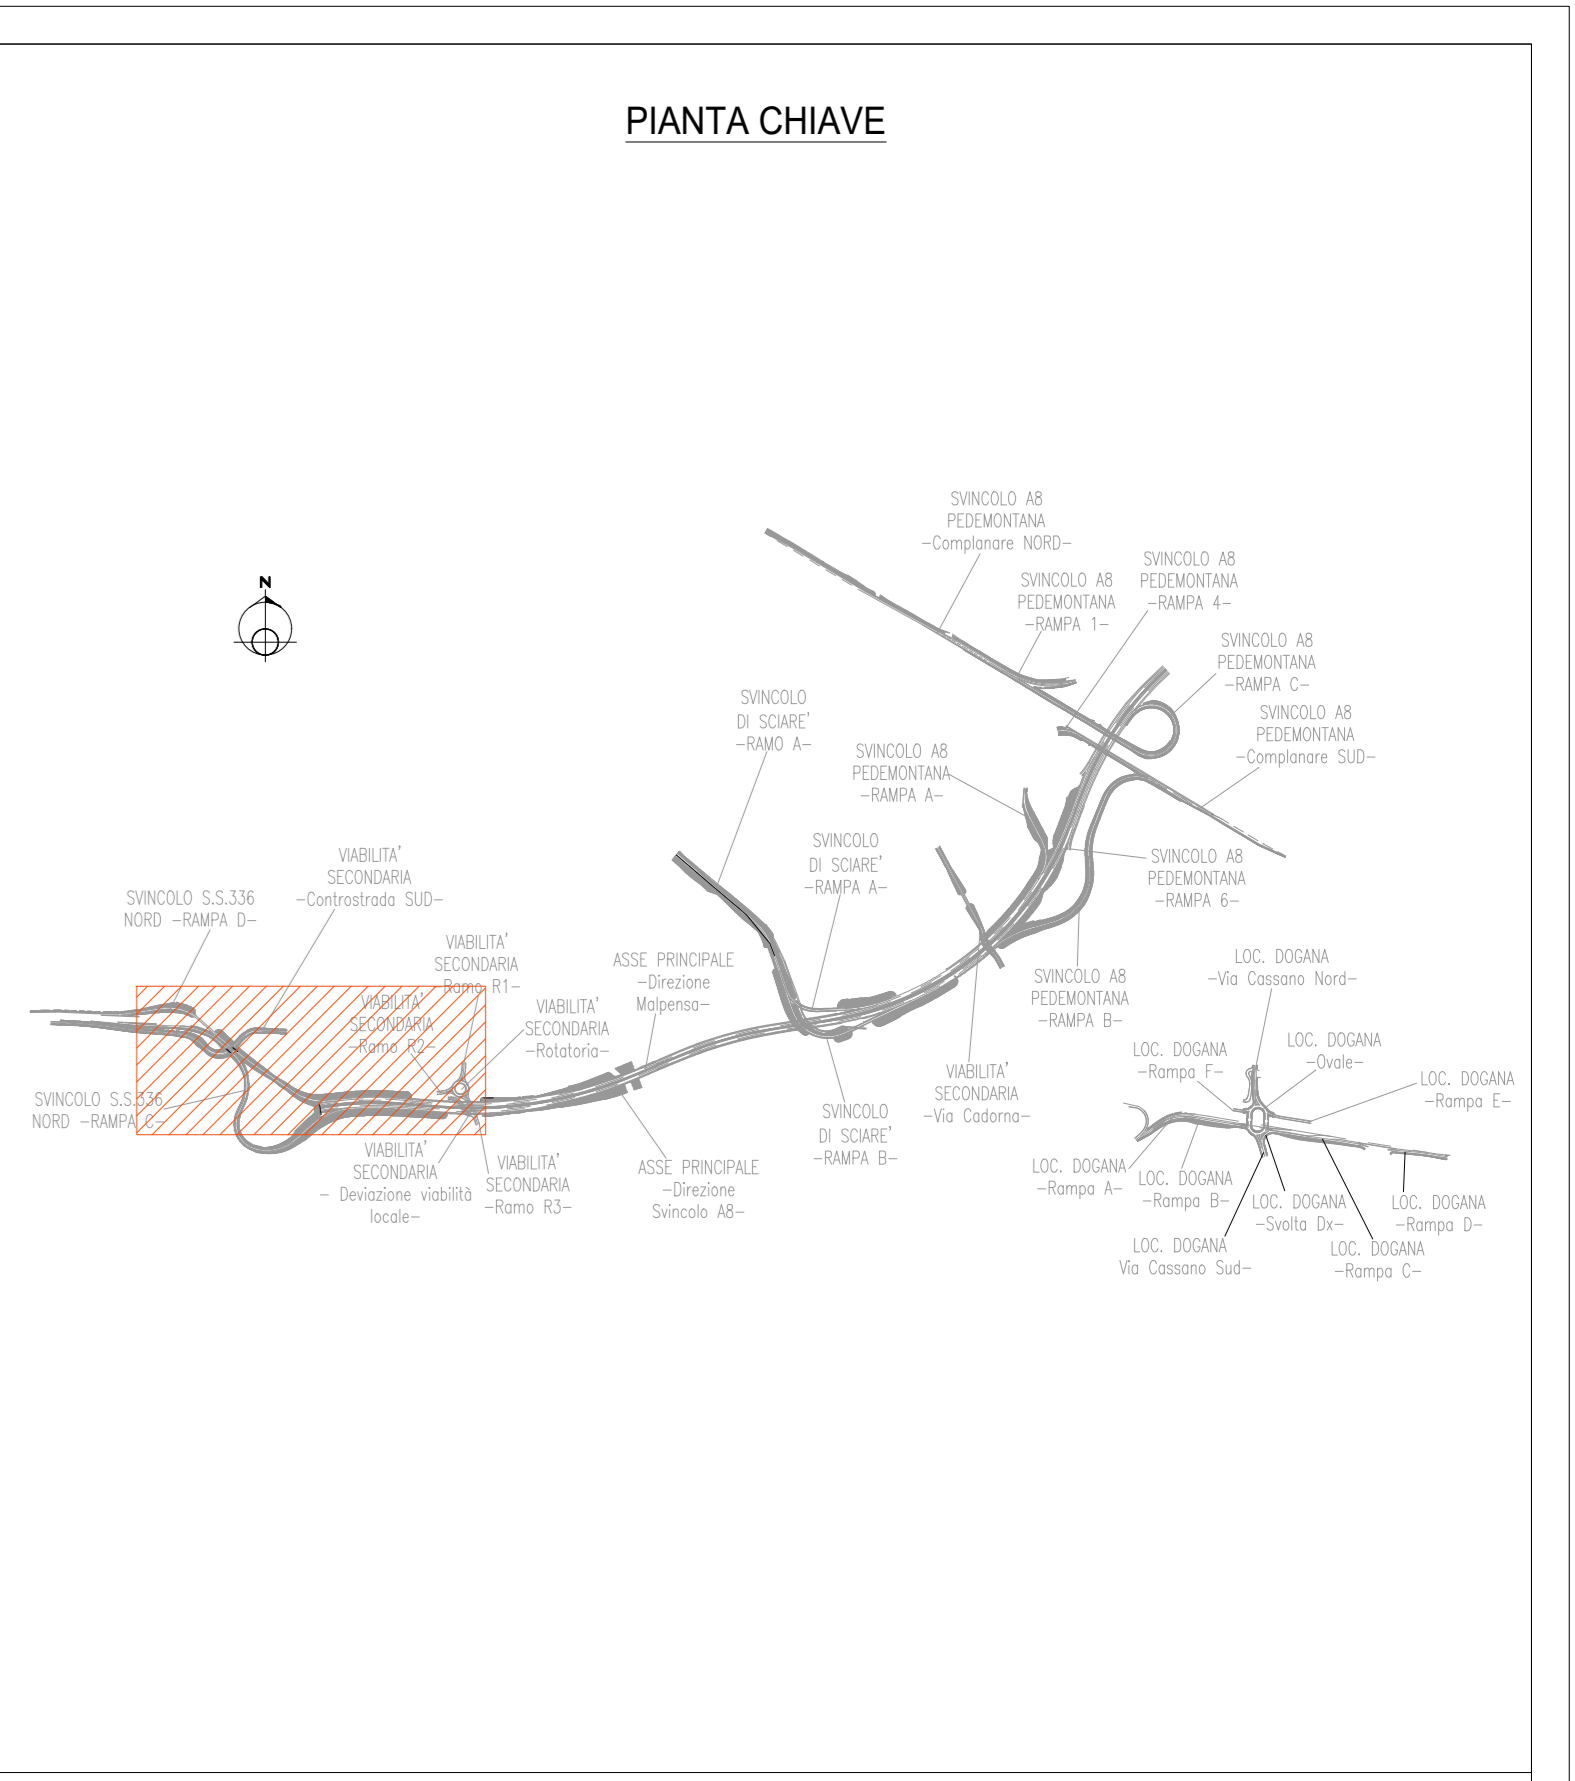 PIANTA CHIAVE
SVINCOLO A8
PEDEMONTANA
-Complanare NORD-
SVINCOLO A8
PEDEMONTANA
-RAMPA 4-
SVINCOLO A8
PEDEMONTANA
-RAMPA 1-
N
SVINCOLO A8
PEDEMONTANA
-RAMPA C-
SVINCOLO
DI SCIARE'
-RAMO A-
SVINCOLO A8
PEDEMONTANA
-Complanare SUD-
SVINCOLO A8
PEDEMONTANA
-RAMPA A-
SVINCOLO
DI SCIARE'
-RAMPA A-
VIABILITA'
SECONDARIA
-Controstrada SUD-
SVINCOLO A8
PEDEMONTANA
-RAMPA 6-
SVINCOLO S.S.336
NORD -RAMPA D-
VIABILITA'
SECONDARIA
-Ramo R1-
ASSE PRINCIPALE
-Direzione
Malpensa-
LOC. DOGANA
-Via Cassano Nord-
SVINCOLO A8
PEDEMONTANA
-RAMPA B-
VIABILITA'
SECONDARIA
-Ramo R2-
VIABILITA'
SECONDARIA
-Rotatoria-
LOC. DOGANA
-Ovale-
LOC. DOGANA
-Rampa F-
VIABILITA'
SECONDARIA
-Via Cadorna-
LOC. DOGANA
-Rampa E-
SVINCOLO S.S.336
NORD -RAMPA C-
SVINCOLO
DI SCIARE'
-RAMPA B-
VIABILITA'
SECONDARIA
- Deviazione viabilità
locale-
VIABILITA'
SECONDARIA
-Ramo R3-
ASSE PRINCIPALE
-Direzione
Svincolo A8-
LOC. DOGANA
-Rampa A-
LOC. DOGANA
-Rampa B-
LOC. DOGANA
-Svolta Dx-
LOC. DOGANA
-Rampa D-
LOC. DOGANA
Via Cassano Sud-
LOC. DOGANA
-Rampa C-